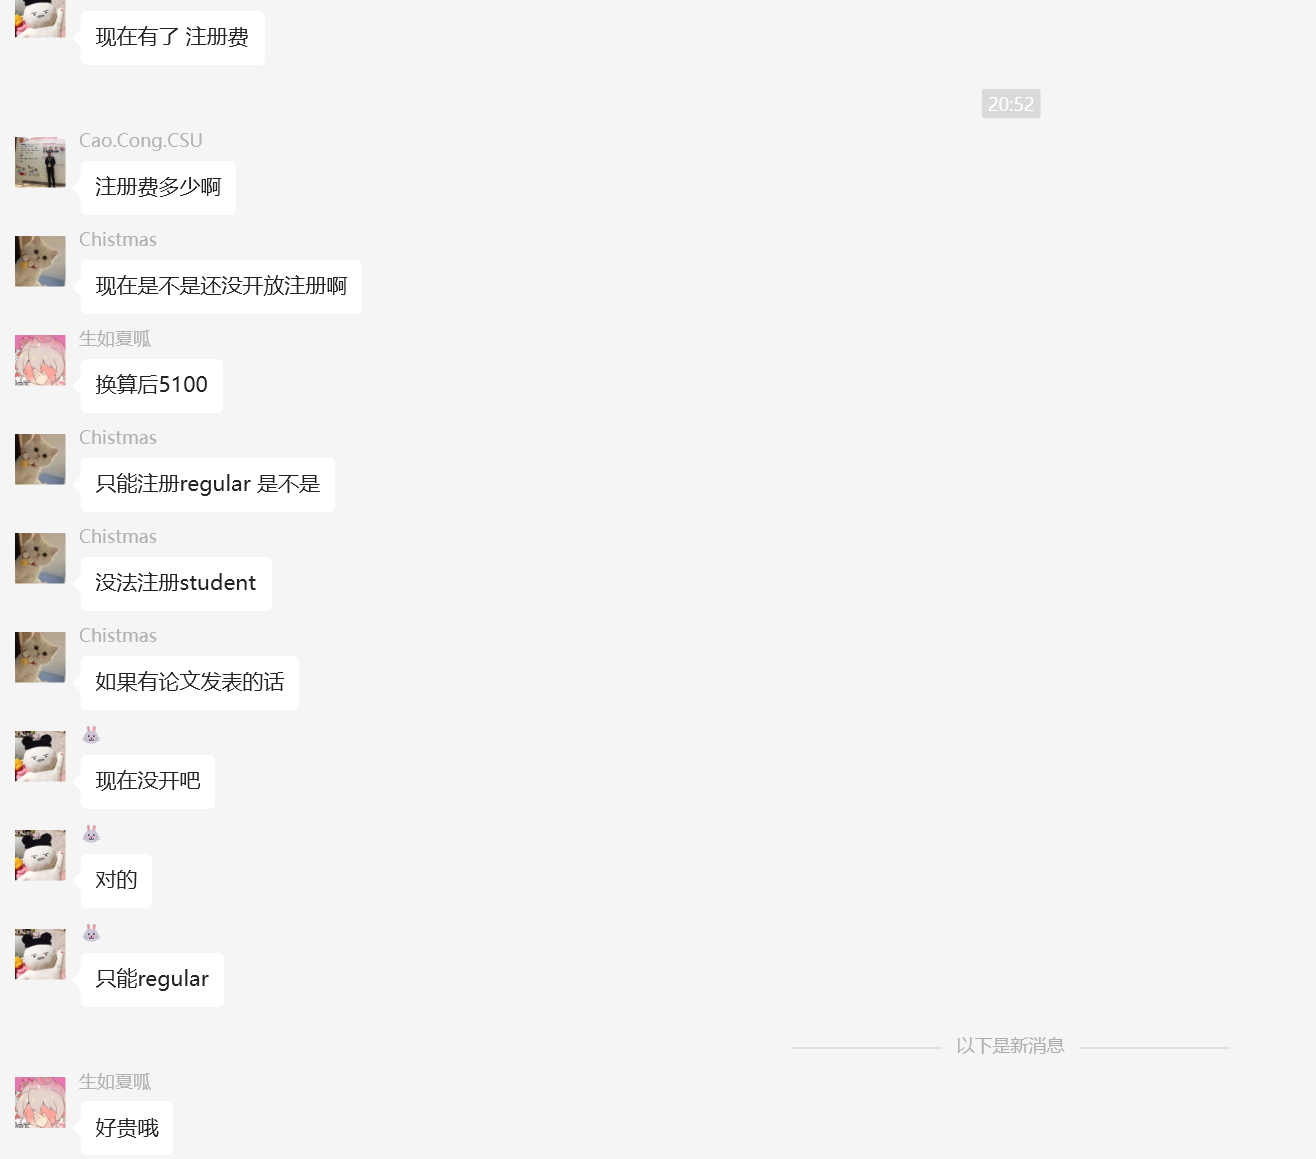 现在有了 注册费
20:52
Cao.Cong.CSU
注册费多少啊
Chistmas
现在是不是还没开放注册啊
生如夏呱
换算后5100
Chistmas
只能注册regular 是不是
Chistmas
没法注册student
Chistmas
如果有论文发表的话
现在没开吧
对的
只能regular
以下是新消息
生如夏呱
好贵哦